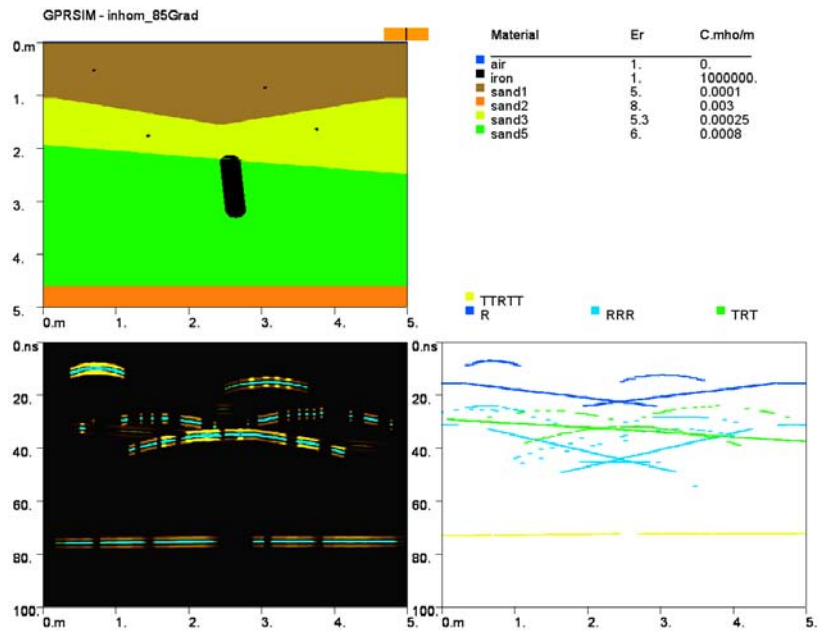 GPRSIM - inhom_85Grad
Material Er C.mho/m
air 1. 0.
iron 1. 1000000.
sand1 5. 0.0001
sand2 8. 0.003
sand3 5.3 0.00025
sand5 6. 0.0008
0.m
1.
2.
3.
4.
5.
0.m 1. 2. 3. 4. 5.
TTRTT
R RRR TRT
0.ns
20.
40.
60.
80.
100.
0.m 1. 2. 3. 4. 5.
0.ns
20.
40.
60.
80.
100.
0.m 1. 2. 3. 4. 5.